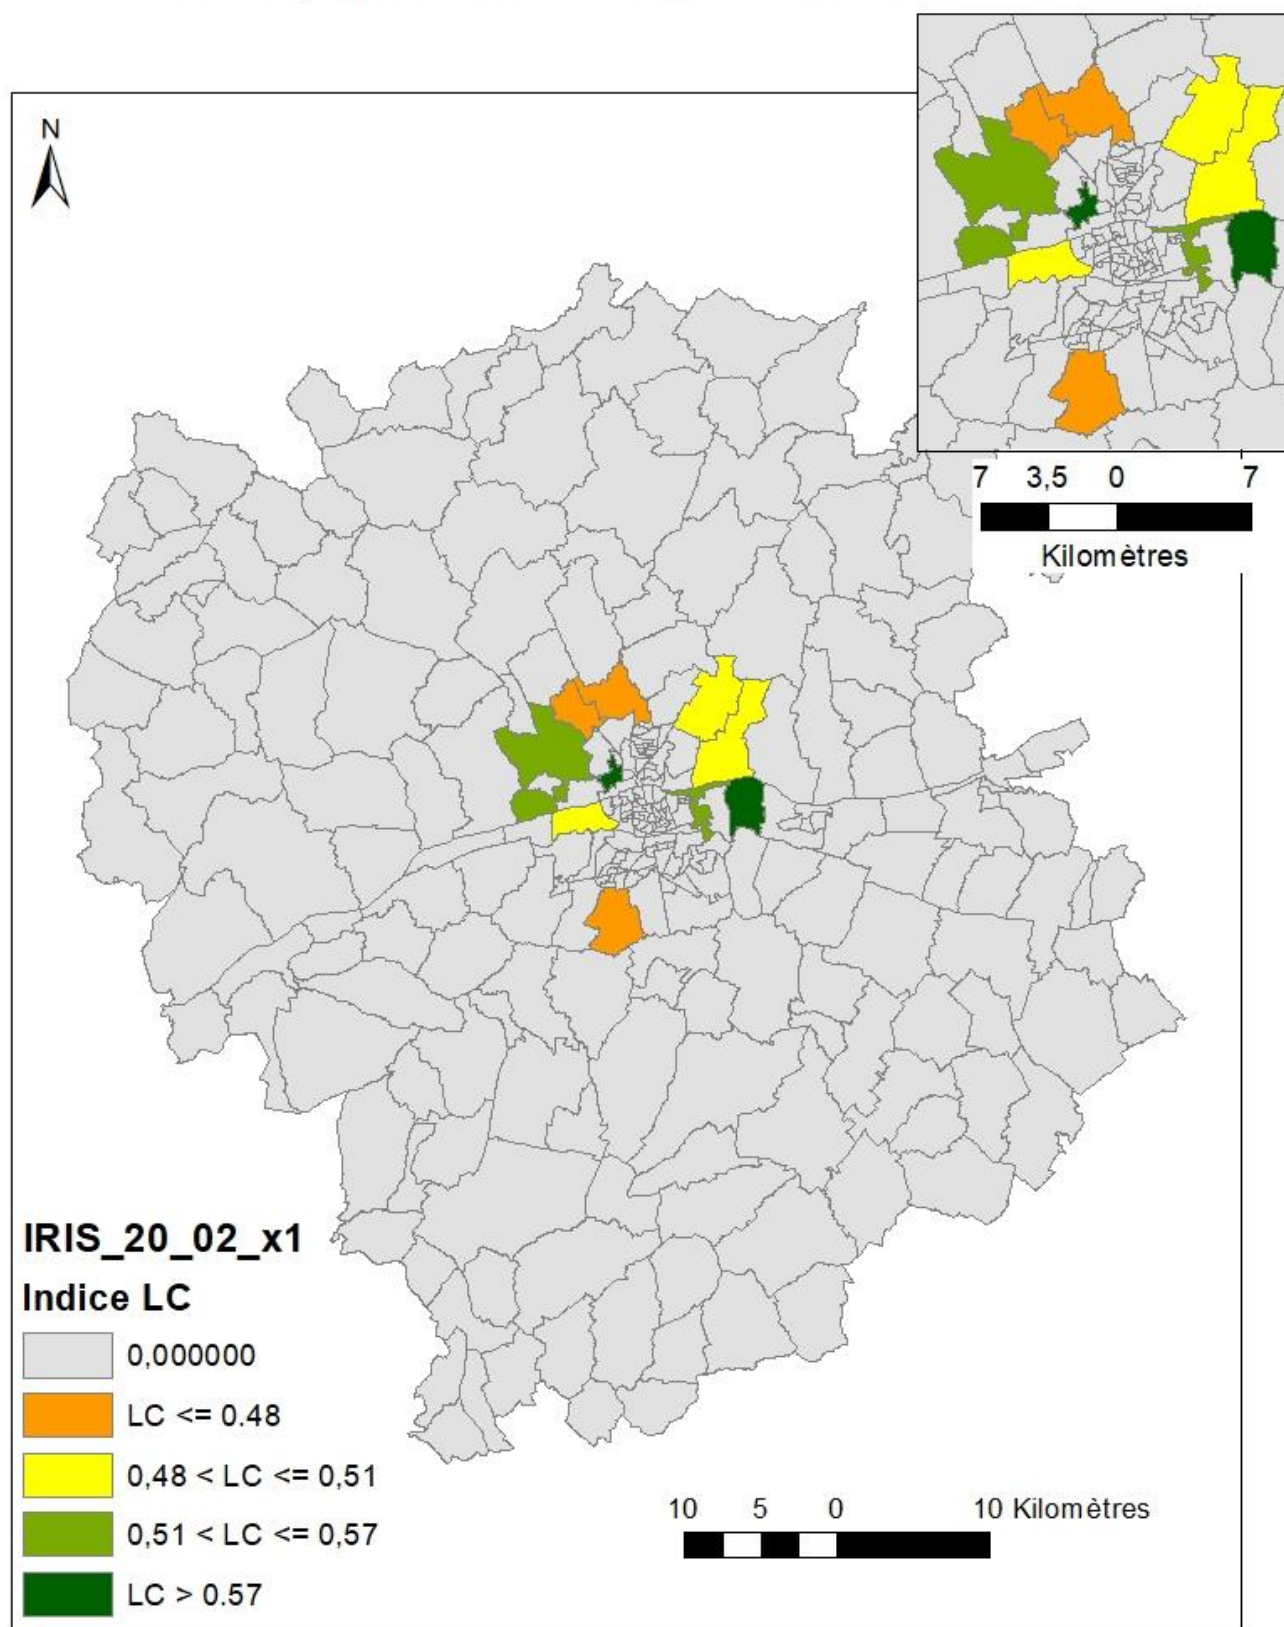 N
7 3,5 0 7
Kilomètres
IRIS_20_02_x1
Indice LC
0,000000
LC <= 0.48
0,48 < LC <= 0,51
0,51 < LC <= 0,57
LC > 0.57
10 5 0 10 Kilomètres